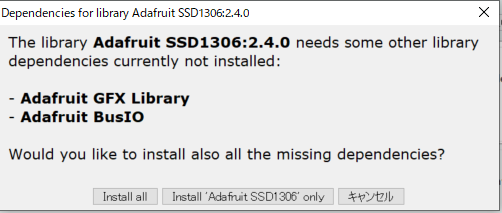 Dependencies for library Adafruit SSD1306:2.4.0
The library Adafruit SSD1306:2.4.0 needs some other library
dependencies currently not installed:
- Adafruit GFX Library
- Adafruit BusIO
Would you like to install also all the missing dependencies?
Install all
Install 'Adafruit SSD1306' only
キャンセル